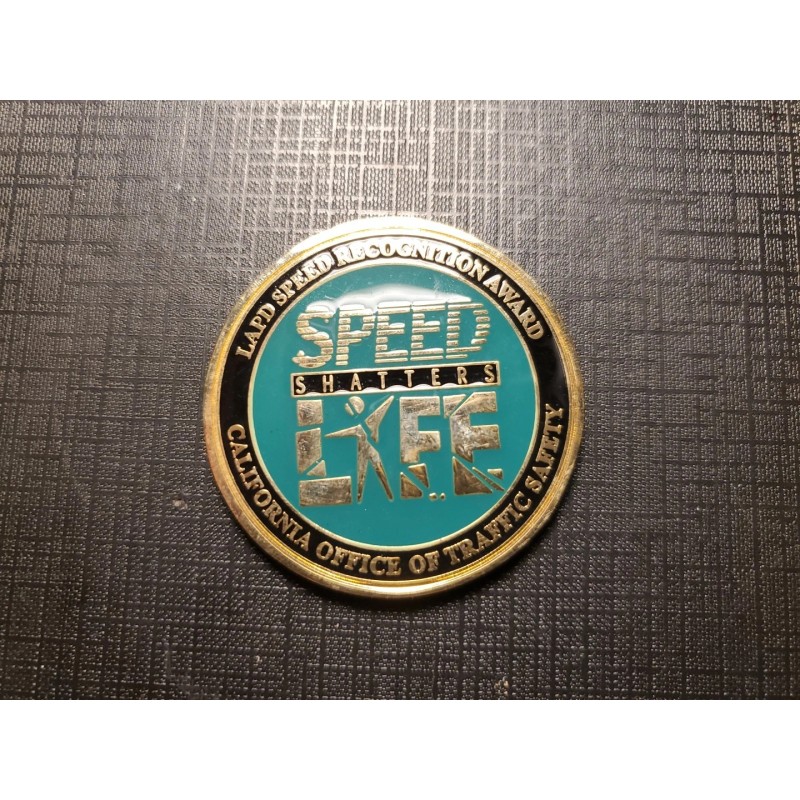 LAPD SPEED RECOGNITION AWARD
SPEED
SHATTERS
LIFE
CALIFORNIA OFFICE OF TRAFFIC SAFETY